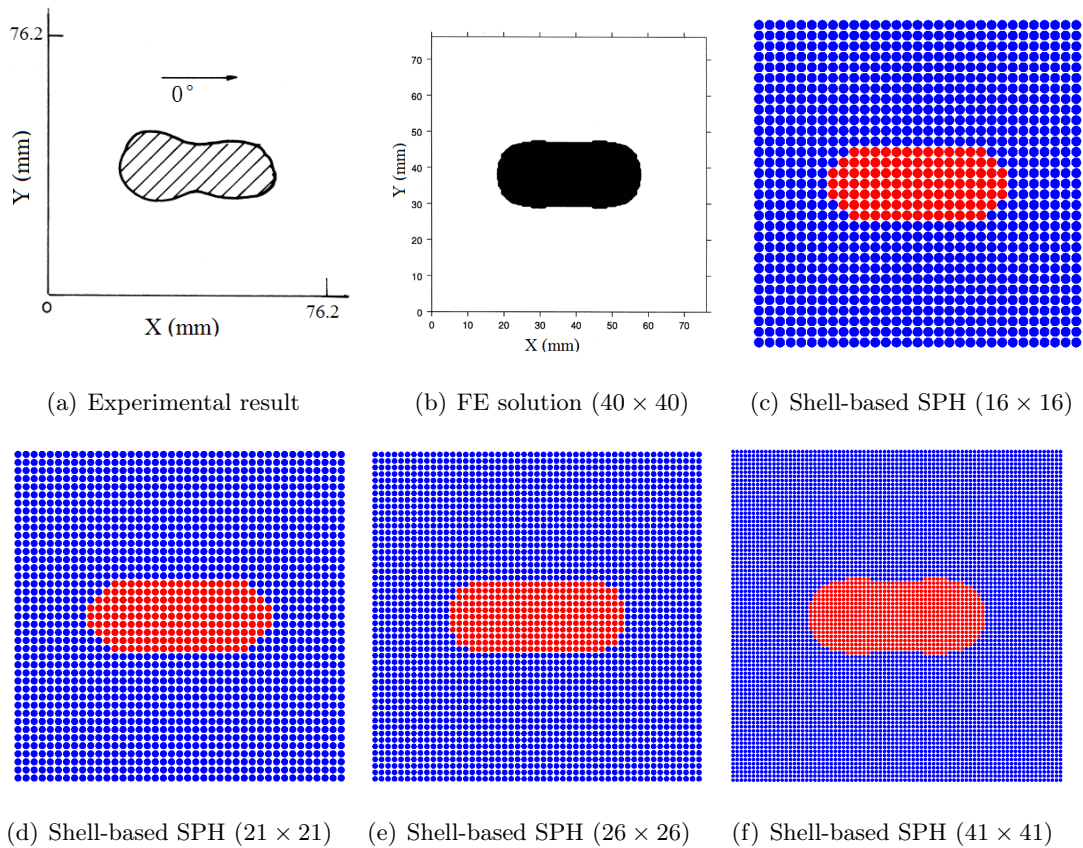 76.2
0°
Y (mm)
0
76.2
X (mm)
70
60
50
40
30
20
10
0
Y (mm)
0 10 20 30 40 50 60 70
X (mm)
(a) Experimental result
(b) FE solution (40 × 40)
(c) Shell-based SPH (16 × 16)
(d) Shell-based SPH (21 × 21)
(e) Shell-based SPH (26 × 26)
(f) Shell-based SPH (41 × 41)